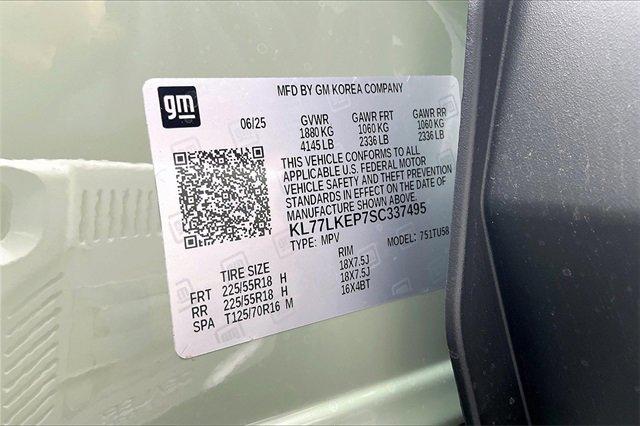 gm
MFD BY GM KOREA COMPANY
06/25 GVWR GAWR FRT GAWR RR
1880 KG 1060 KG 1060 KG
4145 LB 2336 LB 2336 LB
THIS VEHICLE CONFORMS TO ALL
APPLICABLE U.S. FEDERAL MOTOR
VEHICLE SAFETY AND THEFT PREVENTION
STANDARDS IN EFFECT ON THE DATE OF
MANUFACTURE SHOWN ABOVE.
KL77LKEP7SC337495
TYPE: MPV MODEL: 751TU58
TIRE SIZE RIM
FRT 225/55R18 H 18X7.5J
RR 225/55R18 H 18X7.5J
SPA T125/70R16 M 16X4BT